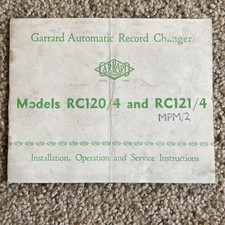 Garrard Automatic Record Changer
GARRARD
Models RC120/4 and RC121/4
MPM/2
Installation, Operation and Service Instructions